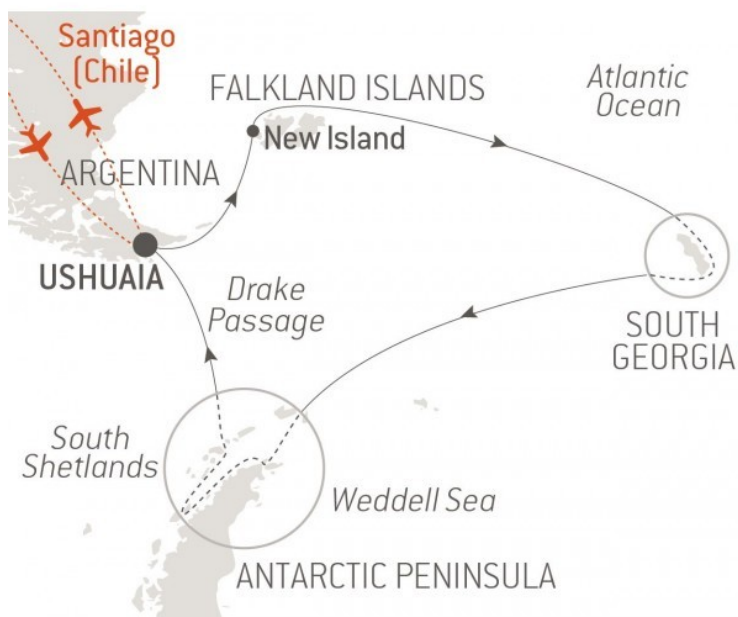 Santiago
(Chile)
FALKLAND ISLANDS
Atlantic
Ocean
New Island
ARGENTINA
USHUAIA
Drake
Passage
SOUTH
GEORGIA
South
Shetlands
Weddell Sea
ANTARCTIC PENINSULA